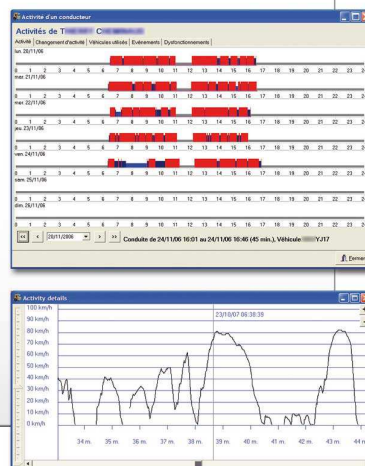 Activité d'un conducteur
Activités de T C
Activité Changement d'activité Véhicules utilisés Evènements Dysfonctionnements
lun. 20/11/06
0 1 2 3 4 5 6 7 8 9 10 11 12 13 14 15 16 17 18 19 20 21 22 23
mar. 21/11/06
0 1 2 3 4 5 6 7 8 9 10 11 12 13 14 15 16 17 18 19 20 21 22 23
mer. 22/11/06
0 1 2 3 4 5 6 7 8 9 10 11 12 13 14 15 16 17 18 19 20 21 22 23
jeu. 23/11/06
0 1 2 3 4 5 6 7 8 9 10 11 12 13 14 15 16 17 18 19 20 21 22 23
ven. 24/11/06
0 1 2 3 4 5 6 7 8 9 10 11 12 13 14 15 16 17 18 19 20 21 22 23
sam. 25/11/06
0 1 2 3 4 5 6 7 8 9 10 11 12 13 14 15 16 17 18 19 20 21 22 23
dim. 26/11/06
0 1 2 3 4 5 6 7 8 9 10 11 12 13 14 15 16 17 18 19 20 21 22 23
<< < 20/11/2006 > >> Conduite de 24/11/06 16:01 au 24/11/06 16:46 (45 min.), Véhicule YJ17
Fermer
Activity details
100 km/h
90 km/h
23/10/07 06:38:39
80 km/h
70 km/h
60 km/h
50 km/h
40 km/h
30 km/h
20 km/h
10 km/h
0 km/h
34 m. 35 m. 36 m. 37 m. 38 m. 39 m. 40 m. 41 m. 42 m. 43 m. 44 m